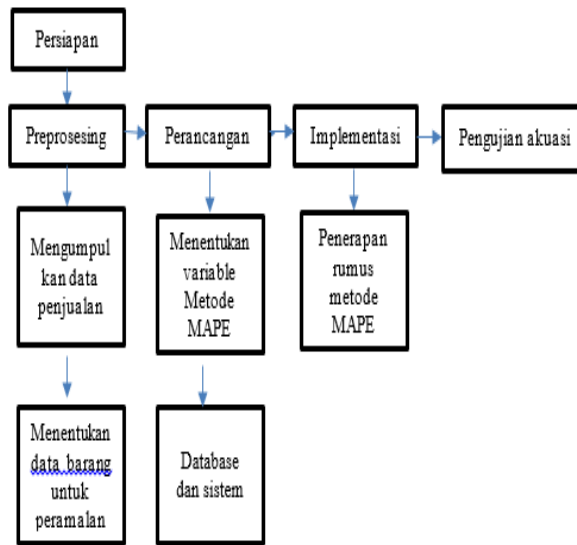 Persiapan
Preprosesing
Perancangan
Implementasi
Pengujian akuasi
Mengumpul
kan data
penjualan
Menentukan
variable
Metode
MAPE
Penerapan
rumus
metode
MAPE
Menentukan
data barang
untuk
peramalan
Database
dan sistem